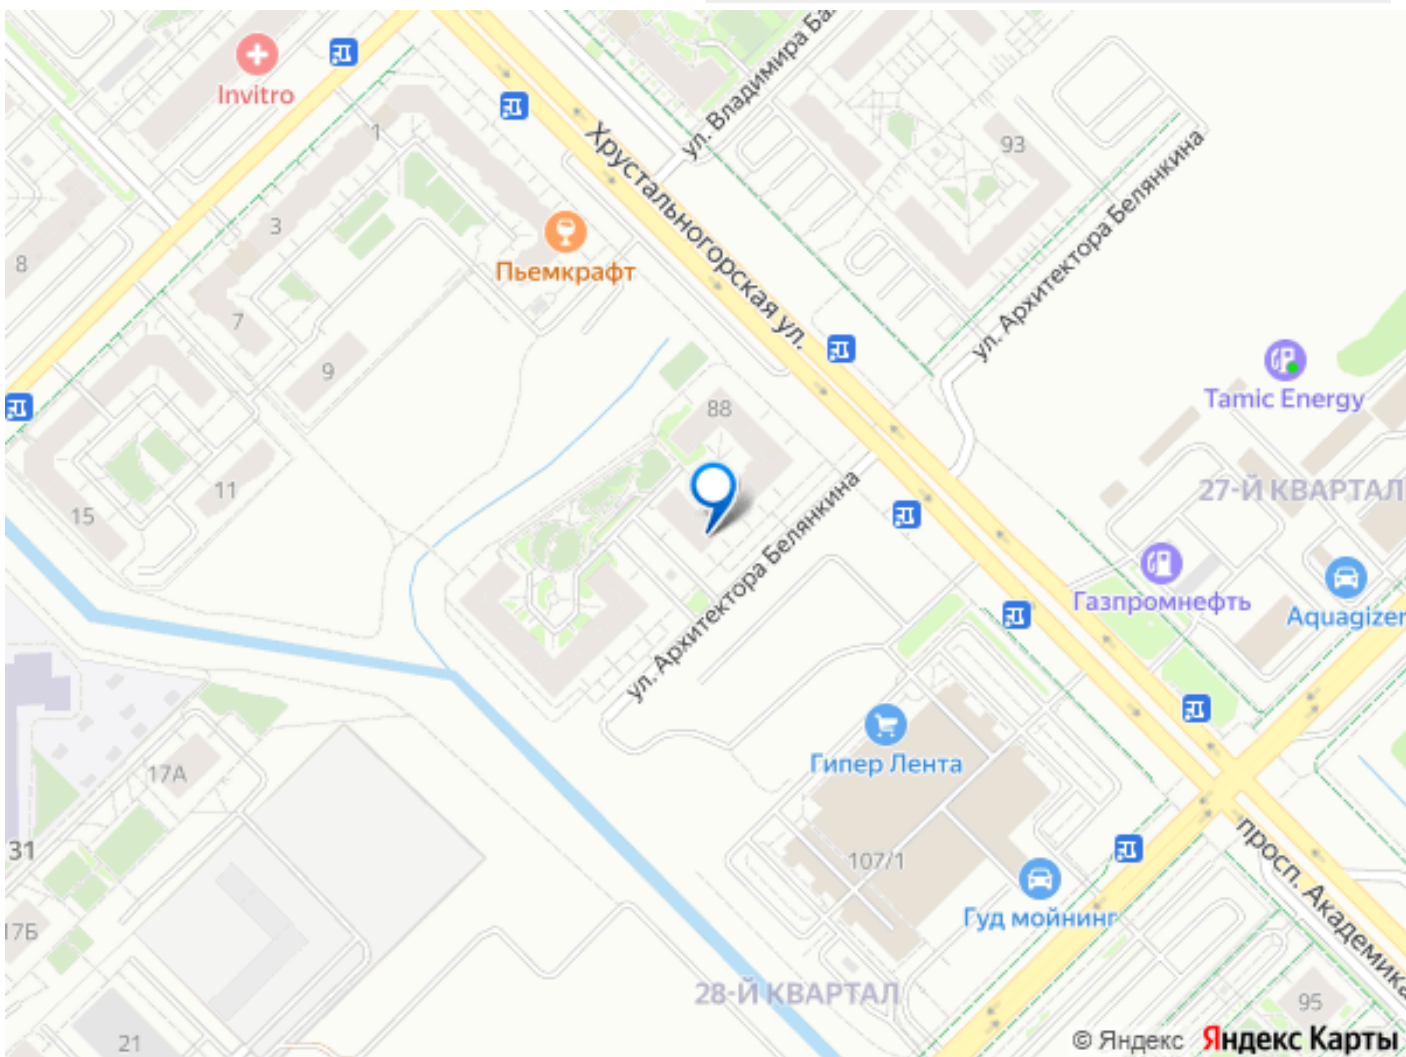 Invitro
1
3
7
8
9
11
15
Пьемкрафт
Хрустальногорская ул.
ул. Владимира Ба
93
ул. Архитектора Белянкина
Tamic Energy
27-Й КВАРТАЛ
88
ул. Архитектора Белянкина
Газпромнефть
Aquagizer
Гипер Лента
107/1
Гуд мойнинг
просп. Академика
17А
31
17Б
21
28-Й КВАРТАЛ
95
© Яндекс Яндекс Карты